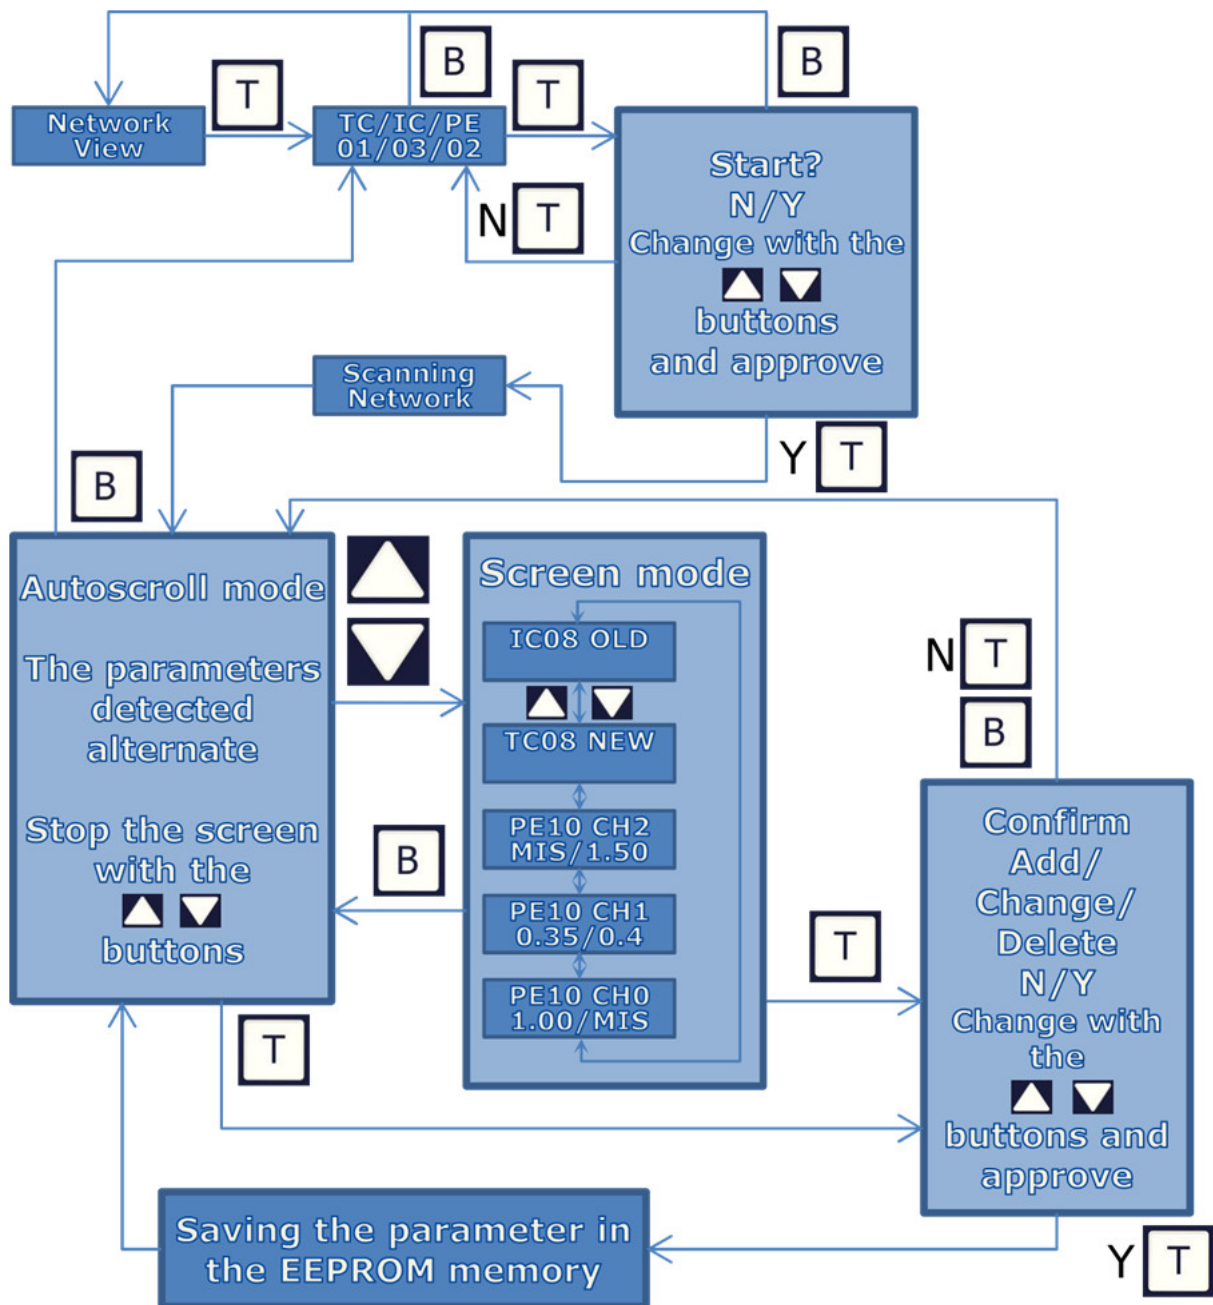 B
B
T
T
Network
View
TC/IC/PE
01/03/02
Start?
N/Y
Change with the
buttons
and approve
N T
Scanning
Network
Y T
B
Autoscroll mode
The parameters
detected
alternate
Stop the screen
with the
buttons
Screen mode
IC08 OLD
TC08 NEW
PE10 CH2
MIS/1.50
PE10 CH1
0.35/0.4
PE10 CH0
1.00/MIS
B
T
N T
B
T
Confirm
Add/
Change/
Delete
N/Y
Change with
the
buttons and
approve
Saving the parameter in
the EEPROM memory
Y T